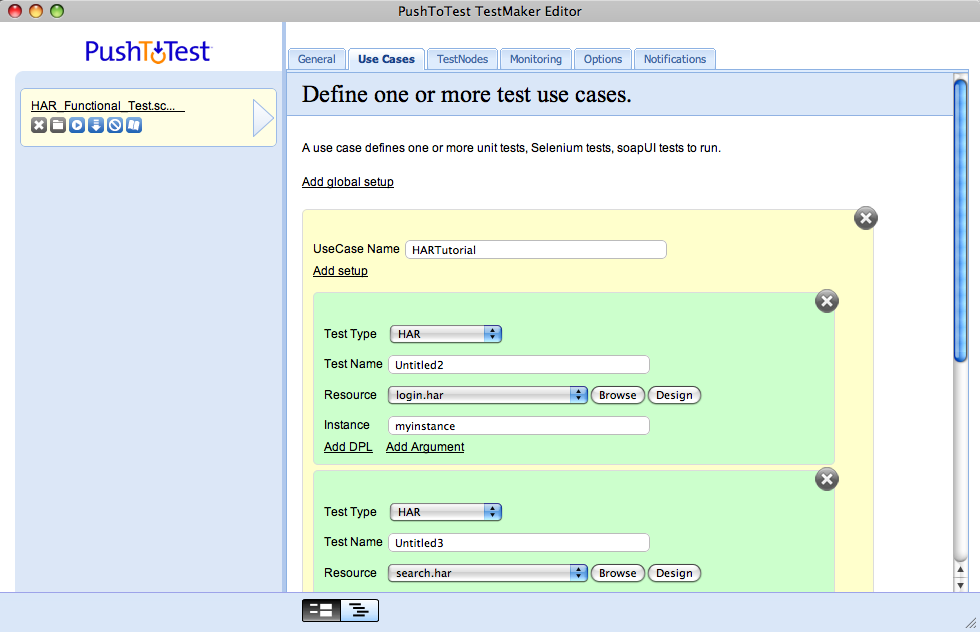 PushToTest TestMaker Editor
PushToTest
HAR_Functional_Test.sc...
General Use Cases TestNodes Monitoring Options Notifications
Define one or more test use cases.
A use case defines one or more unit tests, Selenium tests, soapUI tests to run.
Add global setup
UseCase Name HARTutorial
Add setup
Test Type HAR
Test Name Untitled2
Resource login.har Browse Design
Instance myinstance
Add DPL Add Argument
Test Type HAR
Test Name Untitled3
Resource search.har Browse Design